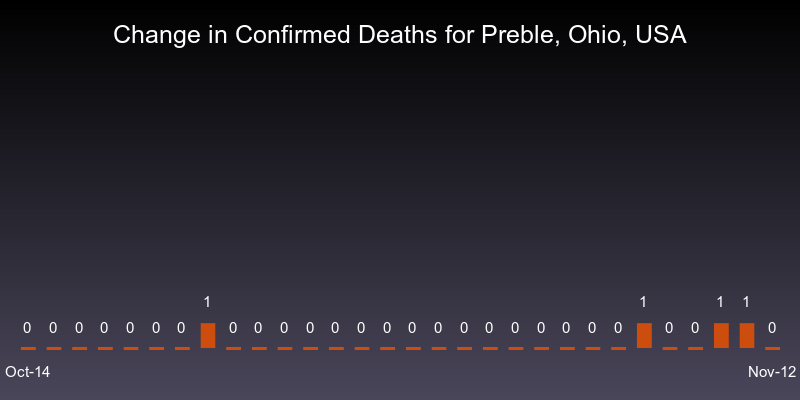 Change in Confirmed Deaths for Preble, Ohio, USA
1 1 1 1
0 0 0 0 0 0 0 0 0 0 0 0 0 0 0 0 0 0 0 0 0 0 0 0 0 0
Oct-14 Nov-12